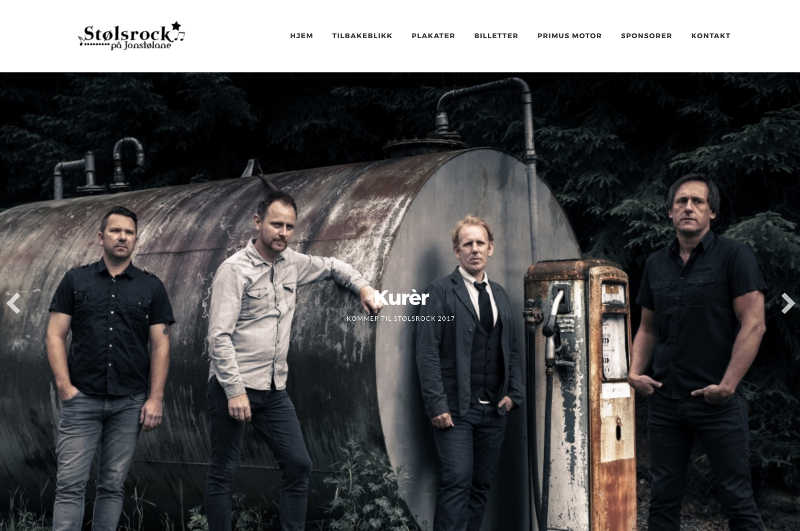 Stølsrock
på Jonstølane
HJEM TILBAKEBLIKK PLAKATER BILLETTER PRIMUS MOTOR SPONSORER KONTAKT
Kurèr
KOMMER TIL STØLSROCK 2017